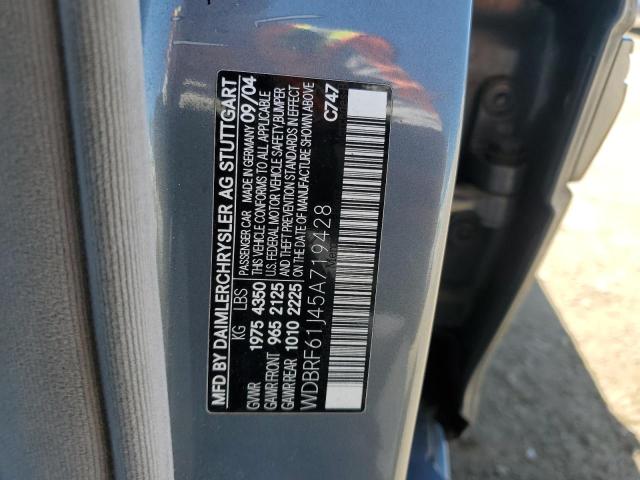 MFD BY DAIMLERCHRYSLER AG STUTTGART
KG LBS PASSENGER CAR MADE IN GERMANY 09/04
GVWR 1975 4350 THIS VEHICLE CONFORMS TO ALL APPLICABLE
GAWR FRONT 965 2125 U.S. FEDERAL MOTOR VEHICLE SAFETY, BUMPER
GAWR REAR 1010 2225 AND THEFT PREVENTION STANDARDS IN EFFECT
ON THE DATE OF MANUFACTURE SHOWN ABOVE
WDBRF61J45A719428
C747